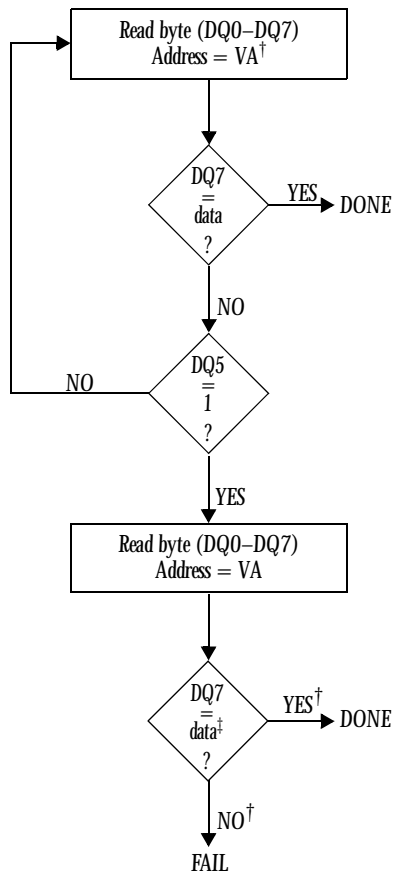 Read byte (DQ0–DQ7)
Address = VA†
DQ7
=
data
?
YES
DONE
NO
DQ5
=
1
?
NO
YES
Read byte (DQ0–DQ7)
Address = VA
DQ7
=
data‡
?
YES†
DONE
NO†
FAIL